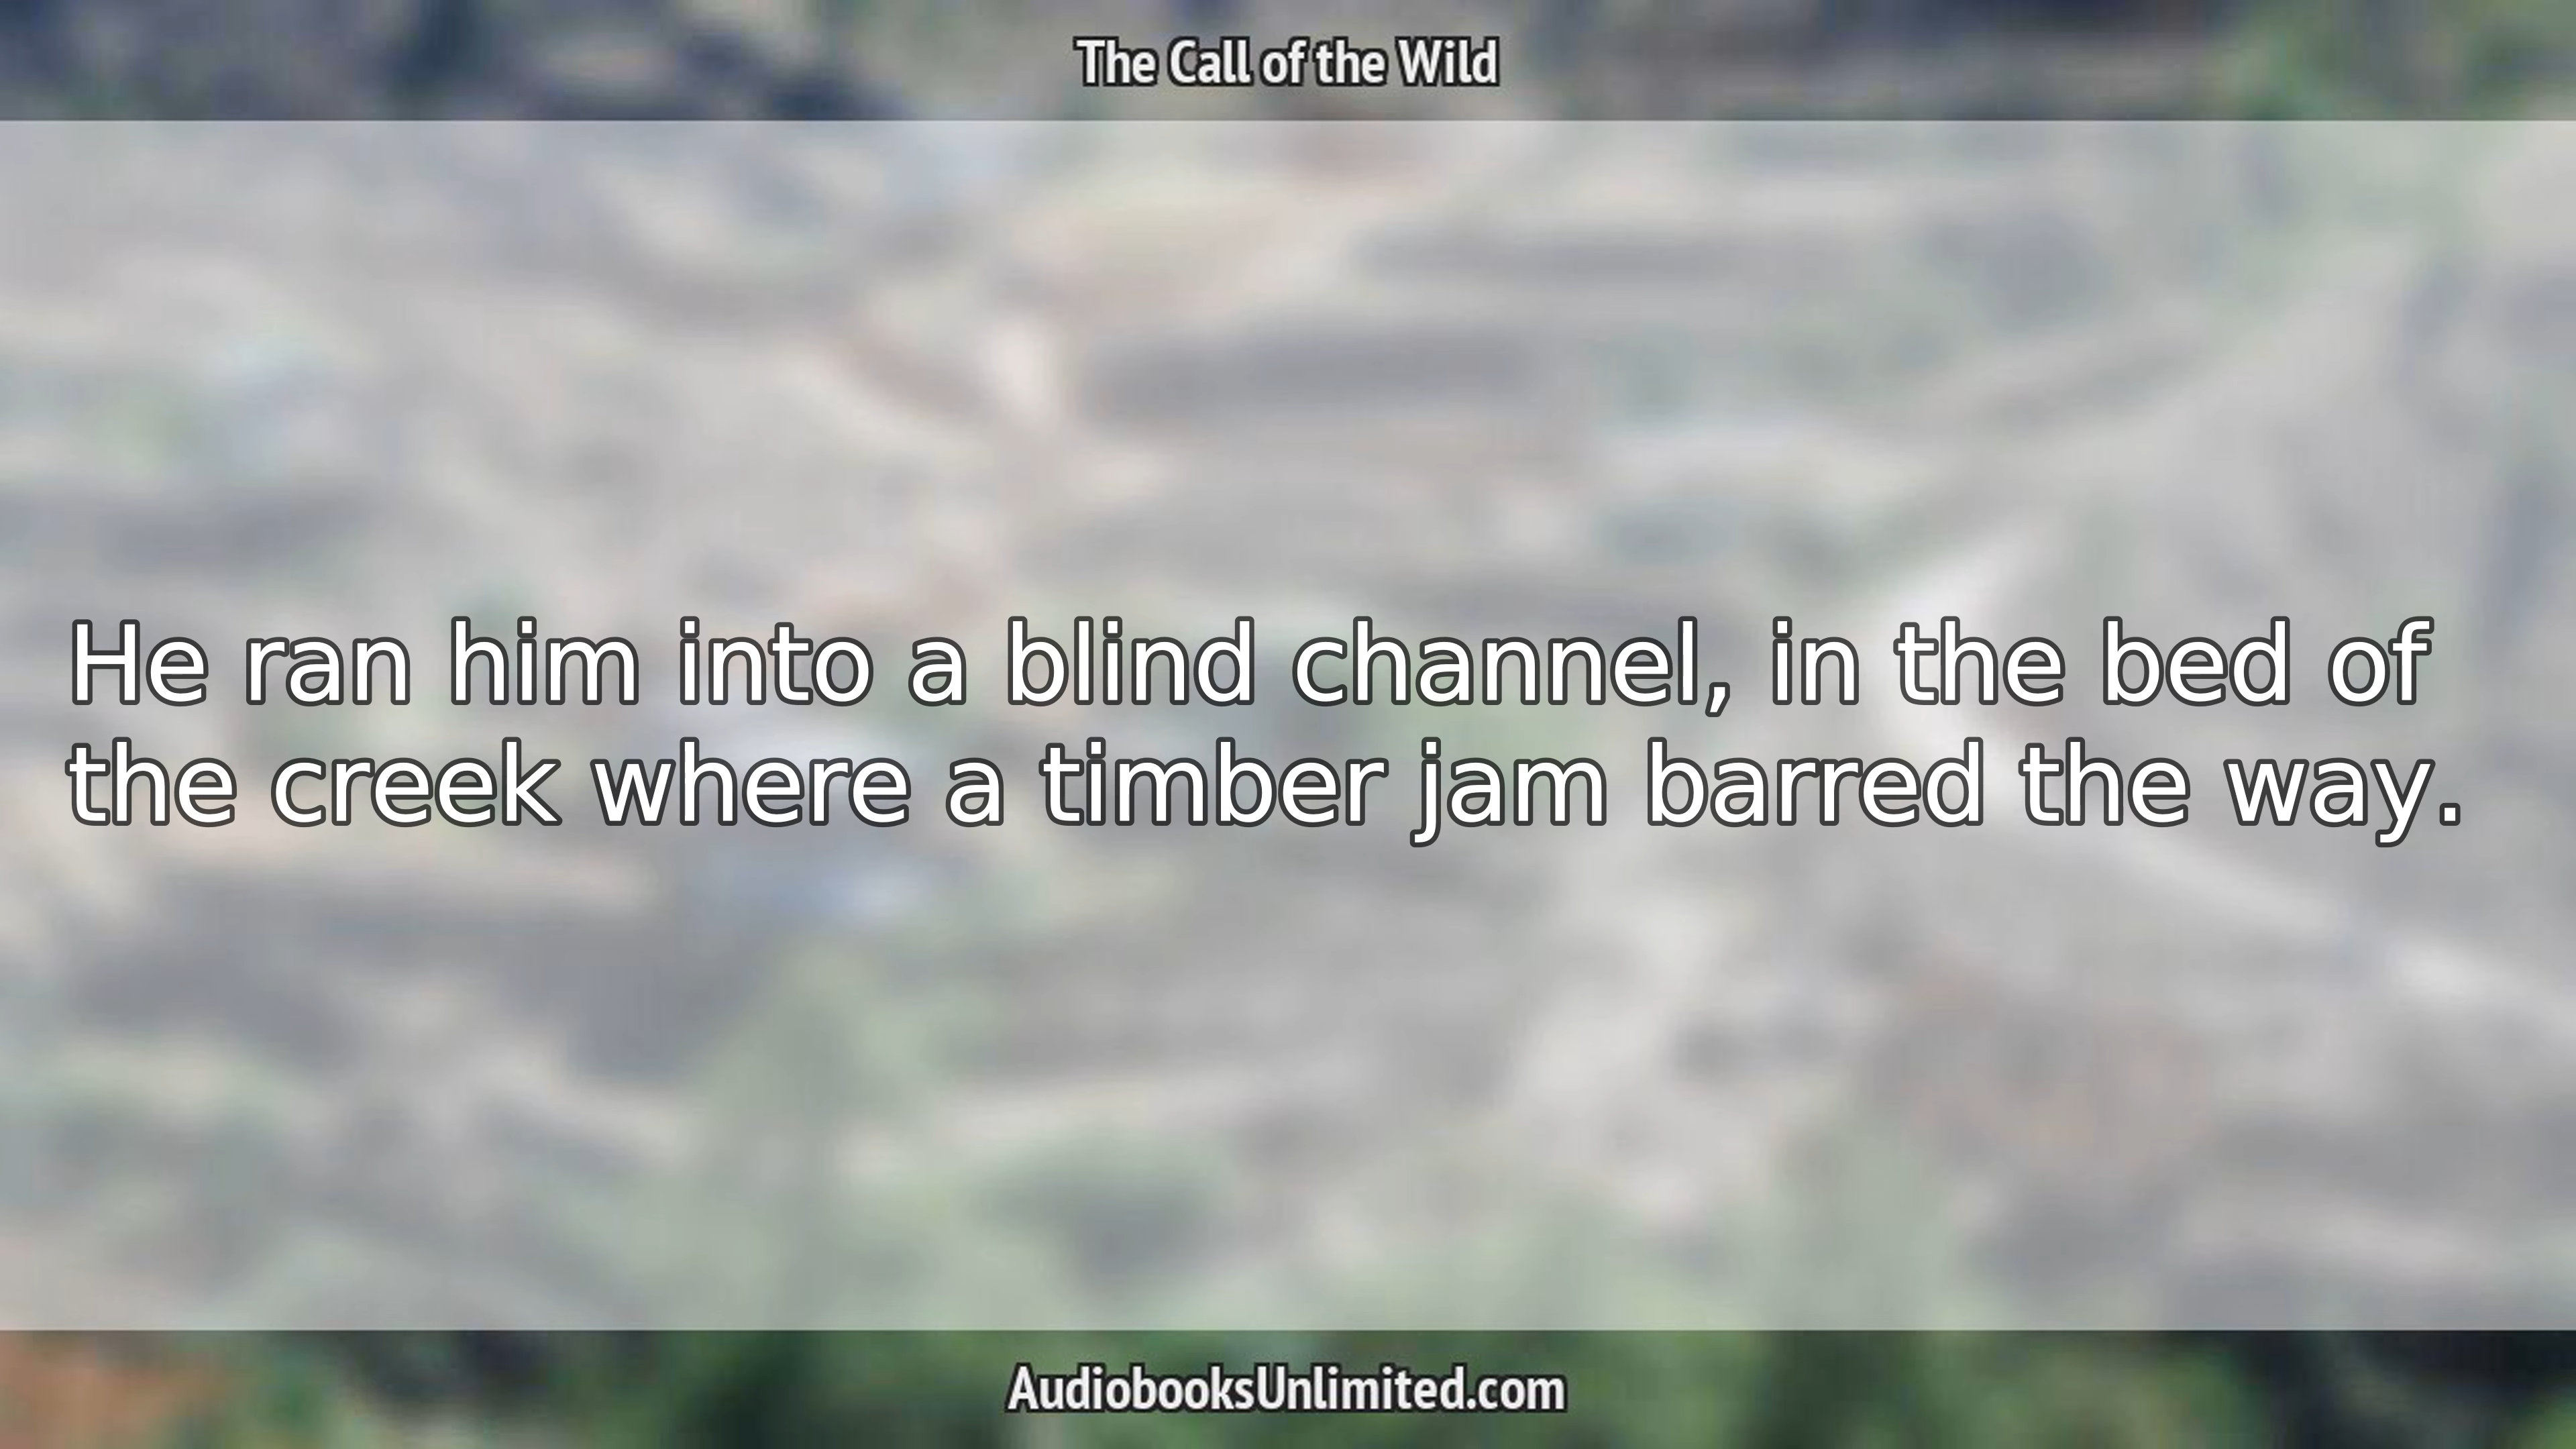 The Call of the Wild
He ran him into a blind channel, in the bed of
the creek where a timber jam barred the way.
AudiobooksUnlimited.com